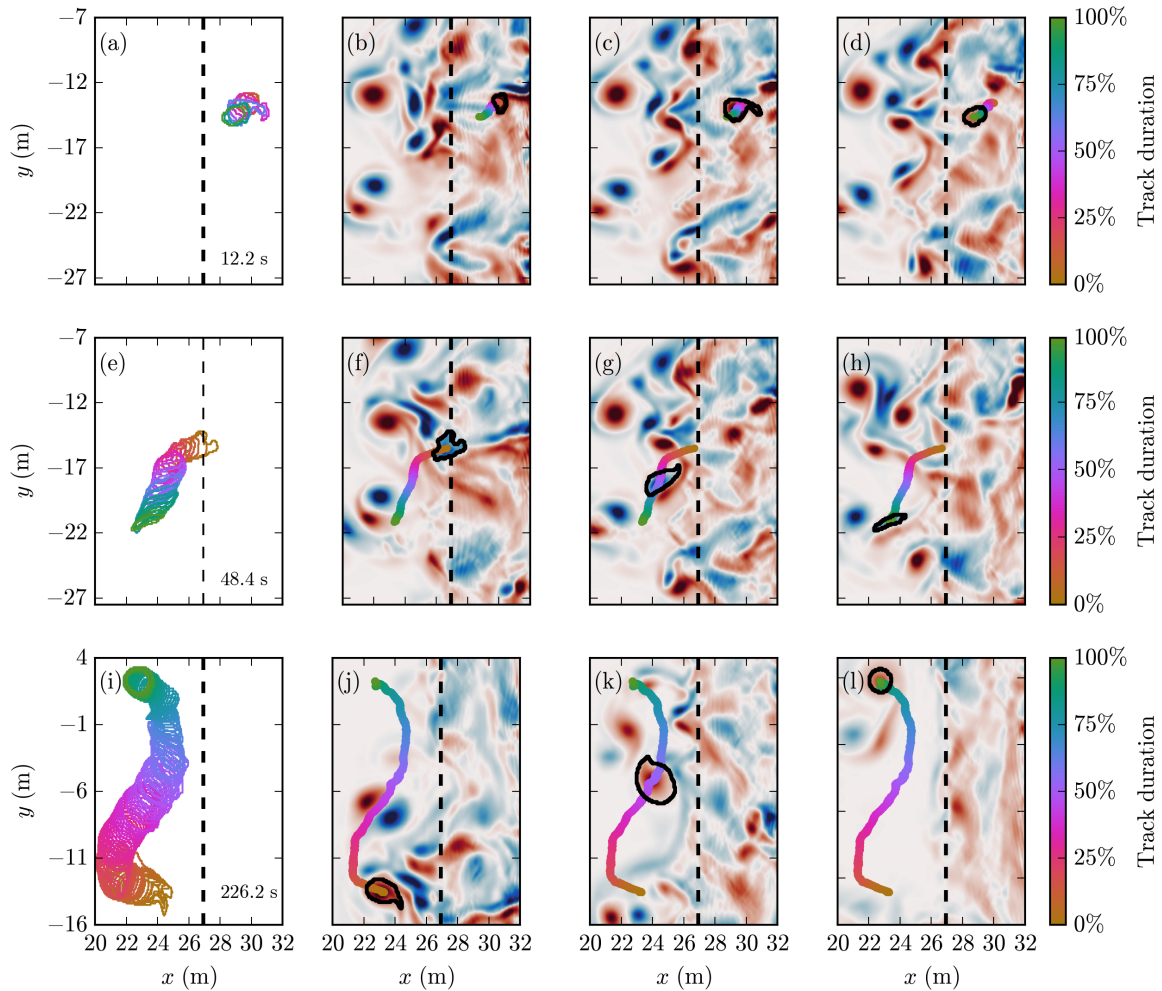 −7
−12
−17
−22
−27
y (m)
(a)
12.2 s
(b)
(c)
(d)
100%
75%
50%
25%
0%
Track duration
−7
−12
−17
−22
−27
y (m)
(e)
48.4 s
(f)
(g)
(h)
100%
75%
50%
25%
0%
Track duration
4
−1
−6
−11
−16
y (m)
(i)
226.2 s
(j)
(k)
(l)
100%
75%
50%
25%
0%
Track duration
20 22 24 26 28 30 32
22 24 26 28 30 32
20 22 24 26 28 30 32
20 22 24 26 28 30 32
x (m)
x (m)
x (m)
x (m)